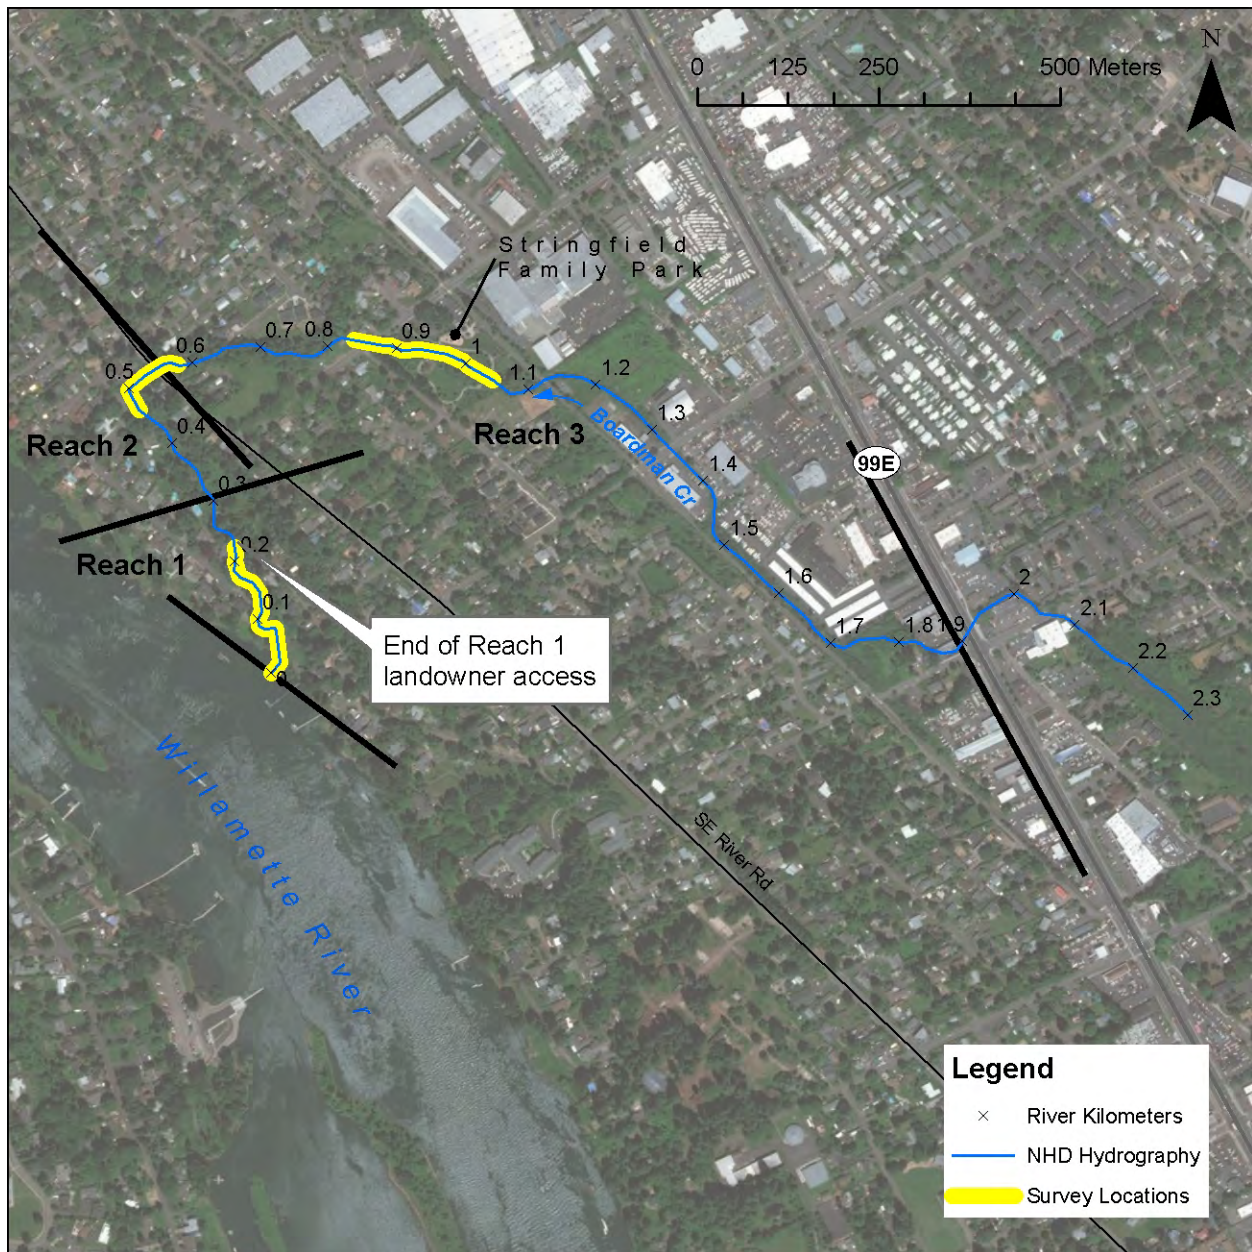 N
0 125 250 500 Meters
Stringfield
Family Park
0.5
0.6
0.7
0.8
0.9
1
1.1
1.2
1.3
1.4
1.5
1.6
1.7
1.8
1.9
2
2.1
2.2
2.3
0.4
0.3
0.2
0.1
0
Reach 2
Reach 3
Boardman Cr
99E
Reach 1
End of Reach 1
landowner access
Willamette River
SE River Rd
Legend
River Kilometers
NHD Hydrography
Survey Locations